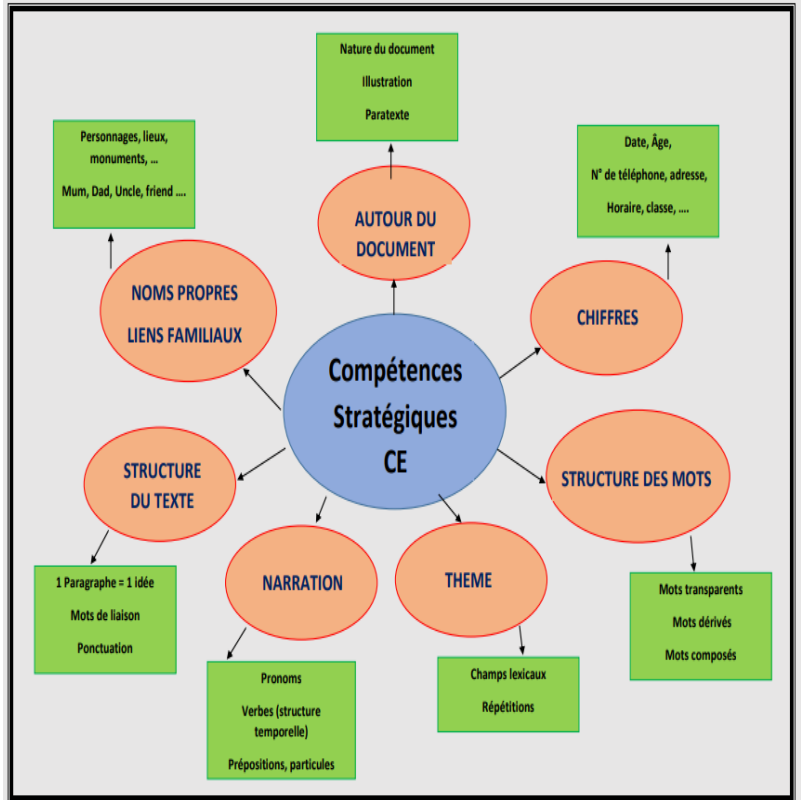 Nature du document
Illustration
Paratexte
Personnages, lieux,
monuments, ...
Mum, Dad, Uncle, friend ....
Date, Âge,
N° de téléphone, adresse,
Horaire, classe, ....
AUTOUR DU
DOCUMENT
NOMS PROPRES
LIENS FAMILIAUX
CHIFFRES
Compétences
Stratégiques
CE
STRUCTURE
DU TEXTE
STRUCTURE DES MOTS
NARRATION
THEME
1 Paragraphe = 1 idée
Mots de liaison
Ponctuation
Mots transparents
Mots dérivés
Mots composés
Pronoms
Verbes (structure
temporelle)
Prépositions, particules
Champs lexicaux
Répétitions